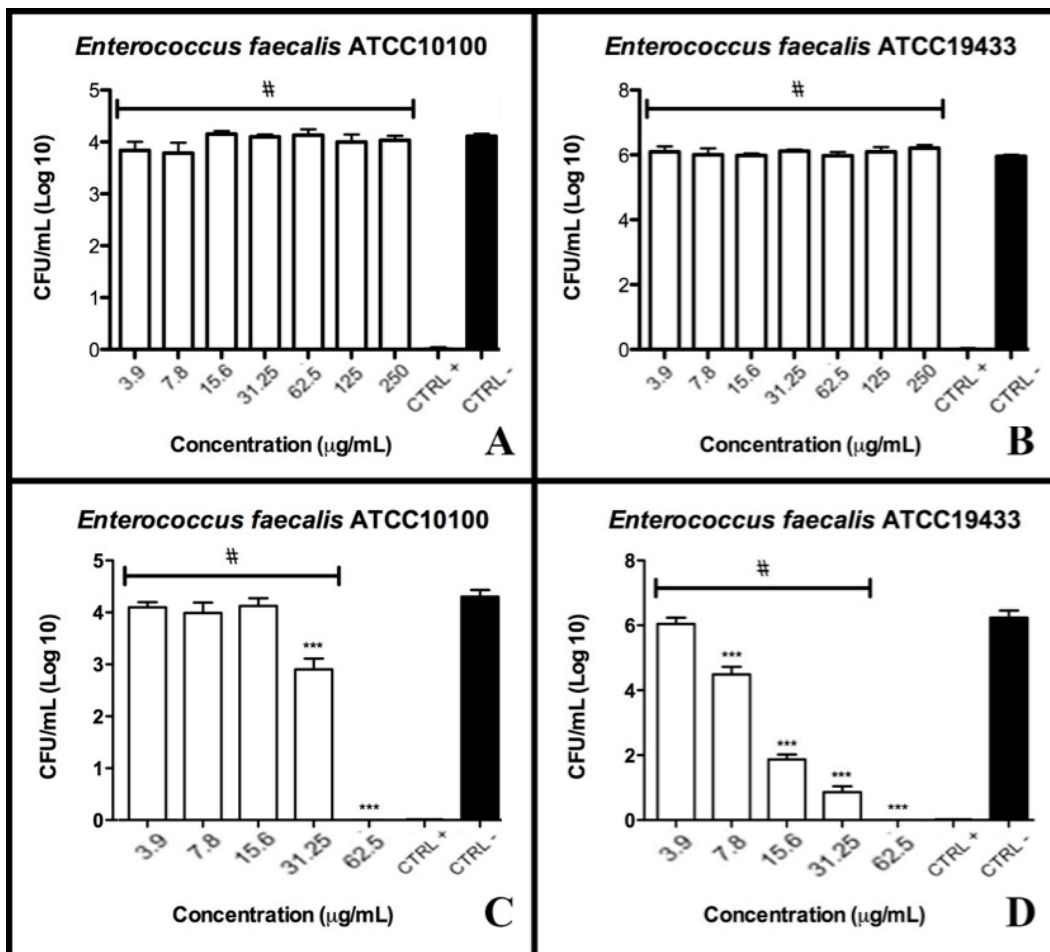 Enterococcus faecalis ATCC10100
#
CFU/mL (Log 10)
5
4
3
2
1
0
3.9 7.8 15.6 31.25 62.5 125 250 CTRL + CTRL -
Concentration (μg/mL)
A
Enterococcus faecalis ATCC19433
#
CFU/mL (Log 10)
8
6
4
2
0
3.9 7.8 15.6 31.25 62.5 125 250 CTRL + CTRL -
Concentration (μg/mL)
B
Enterococcus faecalis ATCC10100
#
CFU/mL (Log 10)
5
4
3
2
1
0
***
***
3.9 7.8 15.6 31.25 62.5 CTRL + CTRL -
Concentration (μg/mL)
C
Enterococcus faecalis ATCC19433
#
CFU/mL (Log 10)
8
6
4
2
0
***
***
***
***
3.9 7.8 15.6 31.25 62.5 CTRL + CTRL -
Concentration (μg/mL)
D